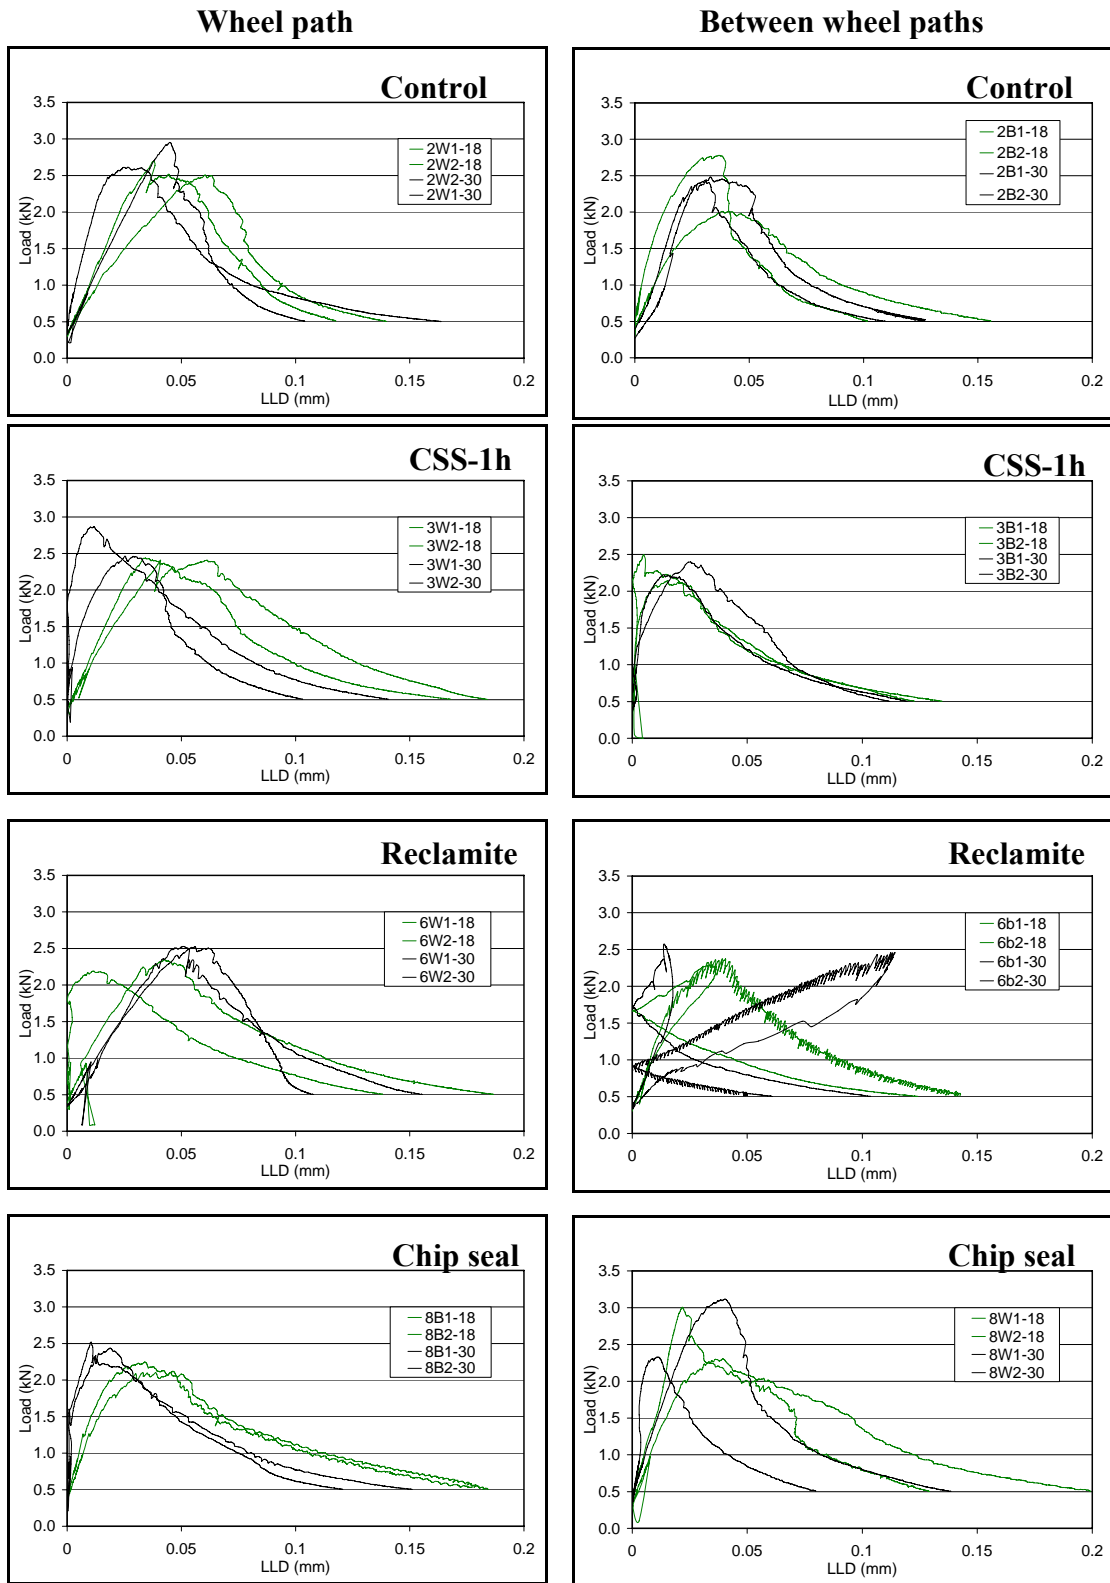 Wheel path
Between wheel paths
Control
3.5
3.0
2.5
2.0
1.5
1.0
0.5
0.0
Load (kN)
2W1-18
2W2-18
2W2-30
2W1-30
0 0.05 0.1 0.15 0.2
LLD (mm)
Control
3.5
3.0
2.5
2.0
1.5
1.0
0.5
0.0
Load (kN)
2B1-18
2B2-18
2B1-30
2B2-30
0 0.05 0.1 0.15 0.2
LLD (mm)
CSS-1h
3.5
3.0
2.5
2.0
1.5
1.0
0.5
0.0
Load (kN)
3W1-18
3W2-18
3W1-30
3W2-30
0 0.05 0.1 0.15 0.2
LLD (mm)
CSS-1h
3.5
3.0
2.5
2.0
1.5
1.0
0.5
0.0
Load (kN)
3B1-18
3B2-18
3B1-30
3B2-30
0 0.05 0.1 0.15 0.2
LLD (mm)
Reclamite
3.5
3.0
2.5
2.0
1.5
1.0
0.5
0.0
Load (kN)
6W1-18
6W2-18
6W1-30
6W2-30
0 0.05 0.1 0.15 0.2
LLD (mm)
Reclamite
3.5
3.0
2.5
2.0
1.5
1.0
0.5
0.0
Load (kN)
6b1-18
6b2-18
6b1-30
6b2-30
0 0.05 0.1 0.15 0.2
LLD (mm)
Chip seal
3.5
3.0
2.5
2.0
1.5
1.0
0.5
0.0
Load (kN)
8B1-18
8B2-18
8B1-30
8B2-30
0 0.05 0.1 0.15 0.2
LLD (mm)
Chip seal
3.5
3.0
2.5
2.0
1.5
1.0
0.5
0.0
Load (kN)
8W1-18
8W2-18
8W1-30
8W2-30
0 0.05 0.1 0.15 0.2
LLD (mm)